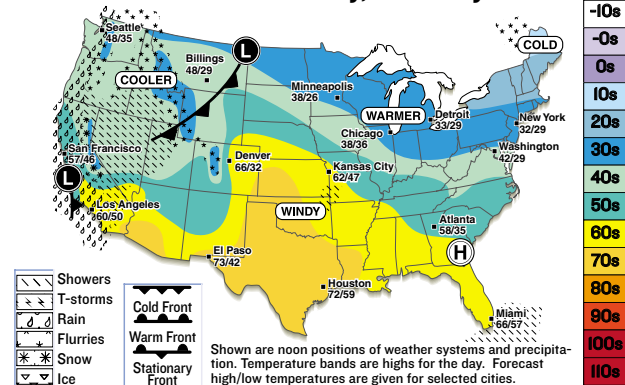 Seattle
48/35
Billings
48/29
L
COLD
COOLER
Minneapolis
38/26
WARMER
Detroit
33/29
New York
32/29
Chicago
38/36
Washington
42/29
San Francisco
57/46
Denver
66/32
Kansas City
62/47
L
Los Angeles
60/50
WINDY
Atlanta
58/35
H
El Paso
73/42
Houston
72/59
Miami
66/57
Showers
T-storms
Rain
Flurries
Snow
Ice
Cold Front
Warm Front
Stationary
Front
Shown are noon positions of weather systems and precipita-
tion. Temperature bands are highs for the day. Forecast
high/low temperatures are given for selected cities.
-10s
-0s
0s
10s
20s
30s
40s
50s
60s
70s
80s
90s
100s
110s